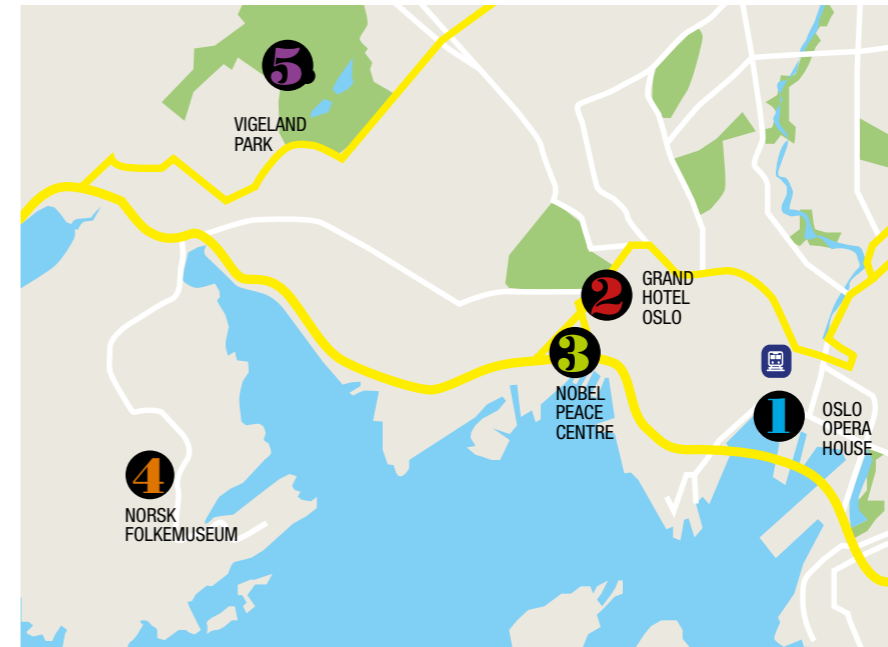 5
VIGELAND
PARK
2
GRAND
HOTEL
OSLO
3
NOBEL
PEACE
CENTRE
1
OSLO
OPERA
HOUSE
4
NORSK
FOLKEMUSEUM